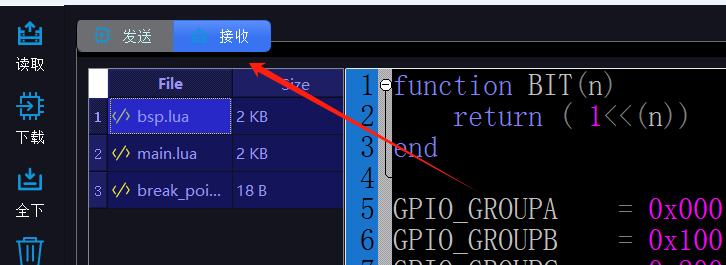 发送
接收
读取
下载
全下
File Size
1 bsp.lua 2 KB
2 main.lua 2 KB
3 break_poi... 18 B
1 function BIT(n)
2 return ( 1<<(n))
3 end
4
5 GPIO_GROUPA = 0x000
6 GPIO_GROUPB = 0x100